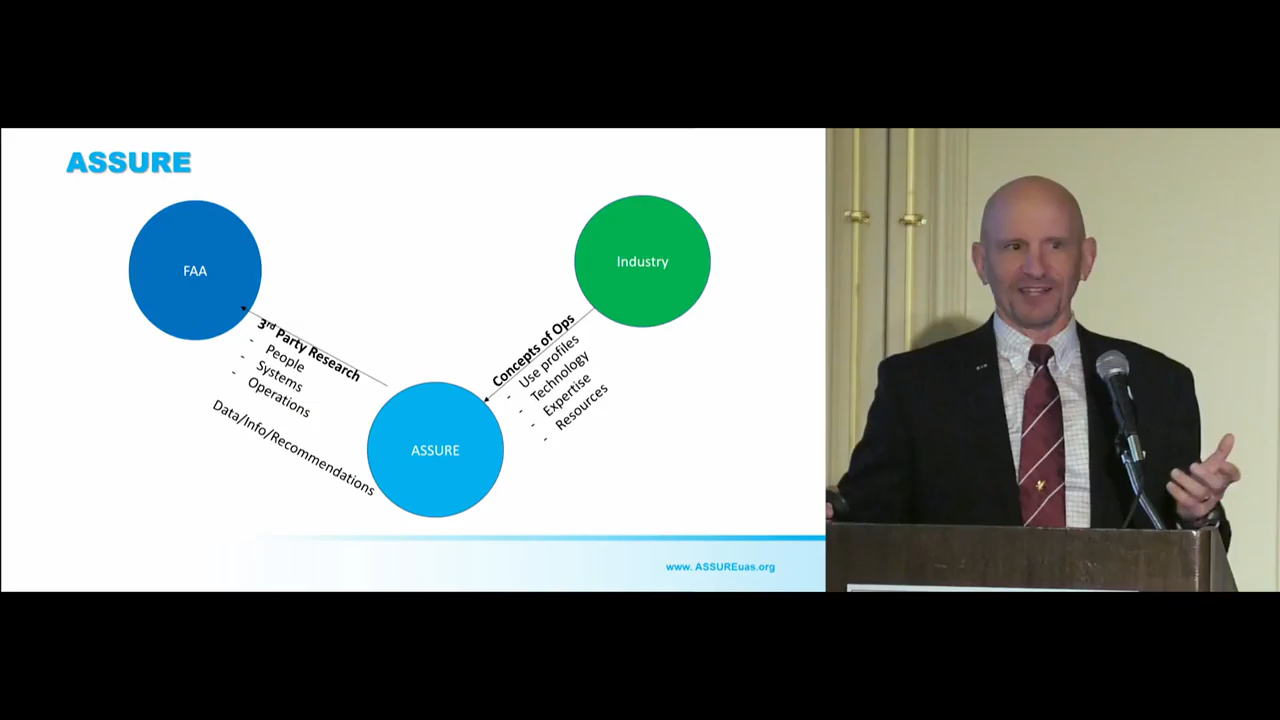 ASSURE
FAA
Industry
3rd Party Research
- People
- Systems
- Operations
Data/Info/Recommendations
Concepts of Ops
- Use profiles
- Technology
- Expertise
- Resources
ASSURE
www. ASSUREuas.org